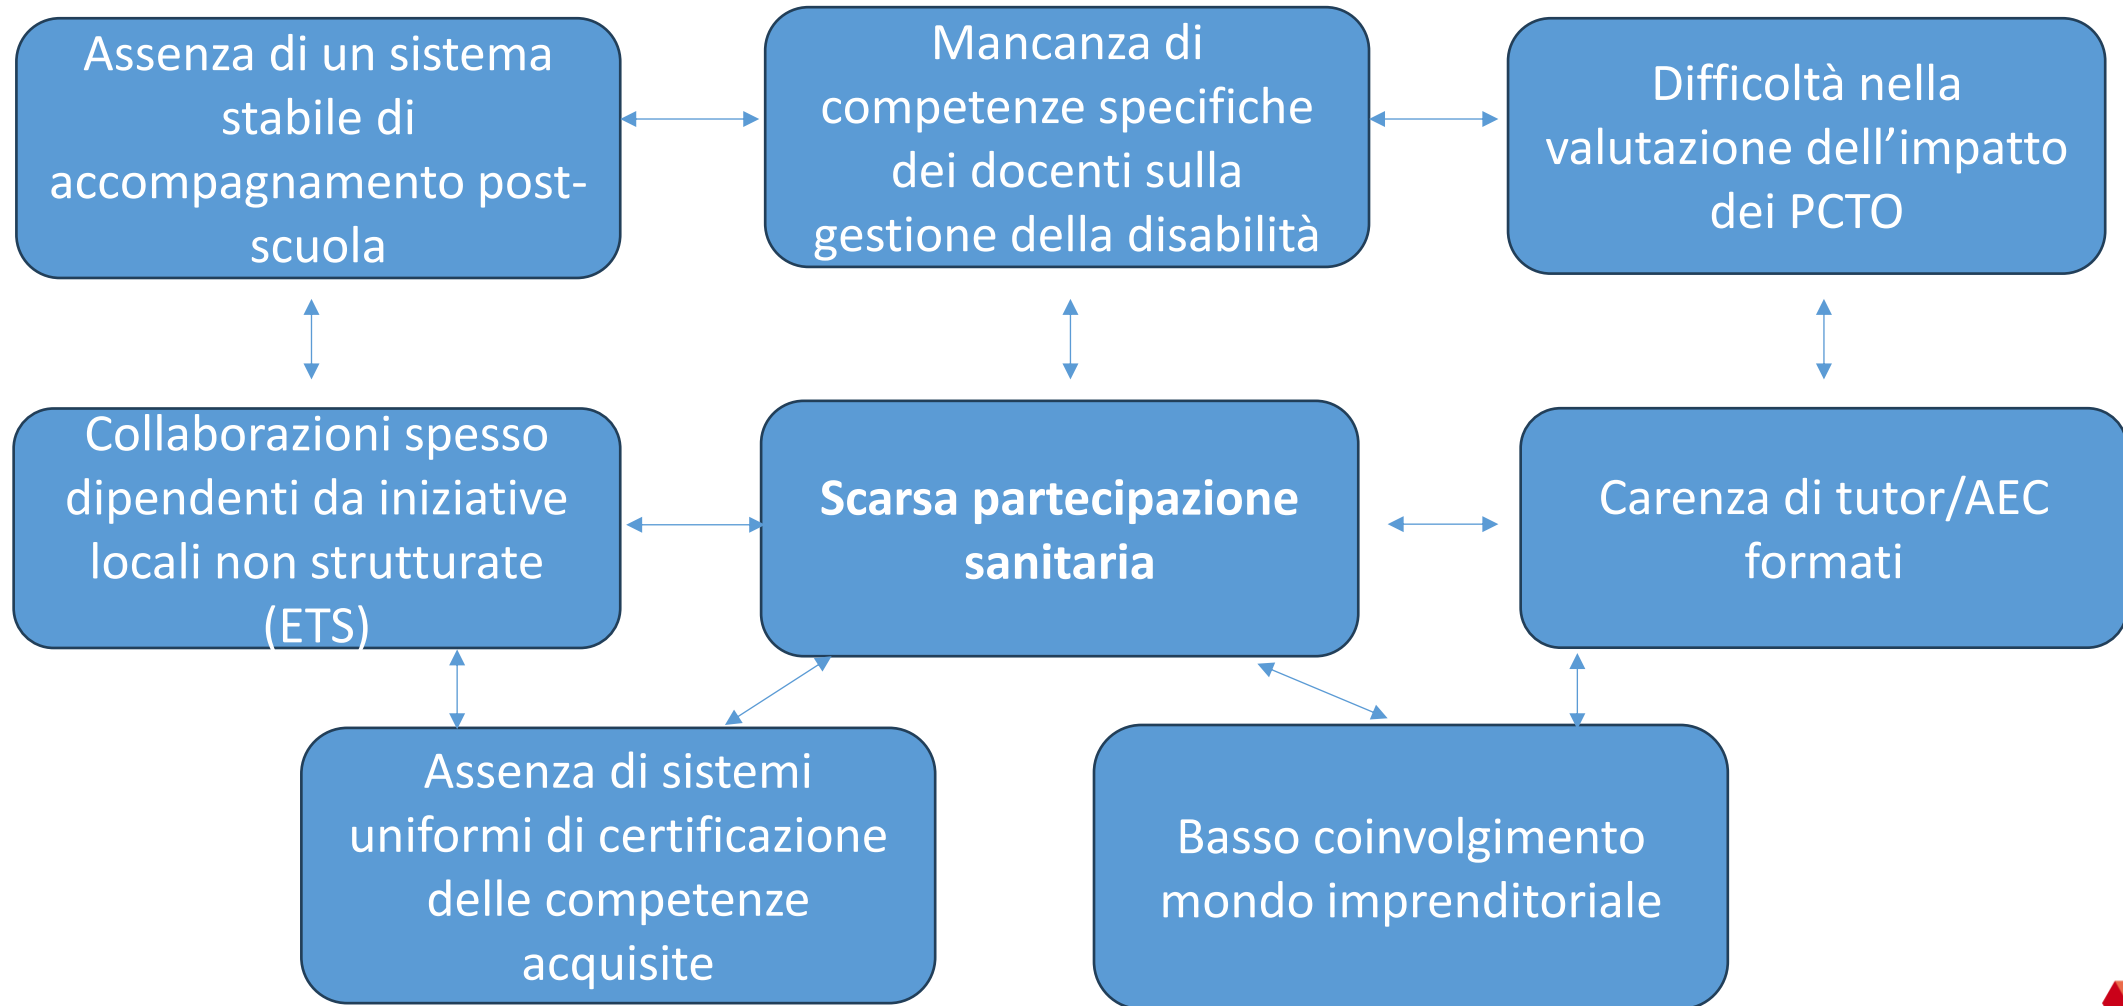 Assenza di un sistema
stabile di
accompagnamento post-
scuola
Mancanza di
competenze specifiche
dei docenti sulla
gestione della disabilità
Difficoltà nella
valutazione dell’impatto
dei PCTO
Collaborazioni spesso
dipendenti da iniziative
locali non strutturate
(ETS)
Scarsa partecipazione
sanitaria
Carenza di tutor/AEC
formati
Assenza di sistemi
uniformi di certificazione
delle competenze
acquisite
Basso coinvolgimento
mondo imprenditoriale